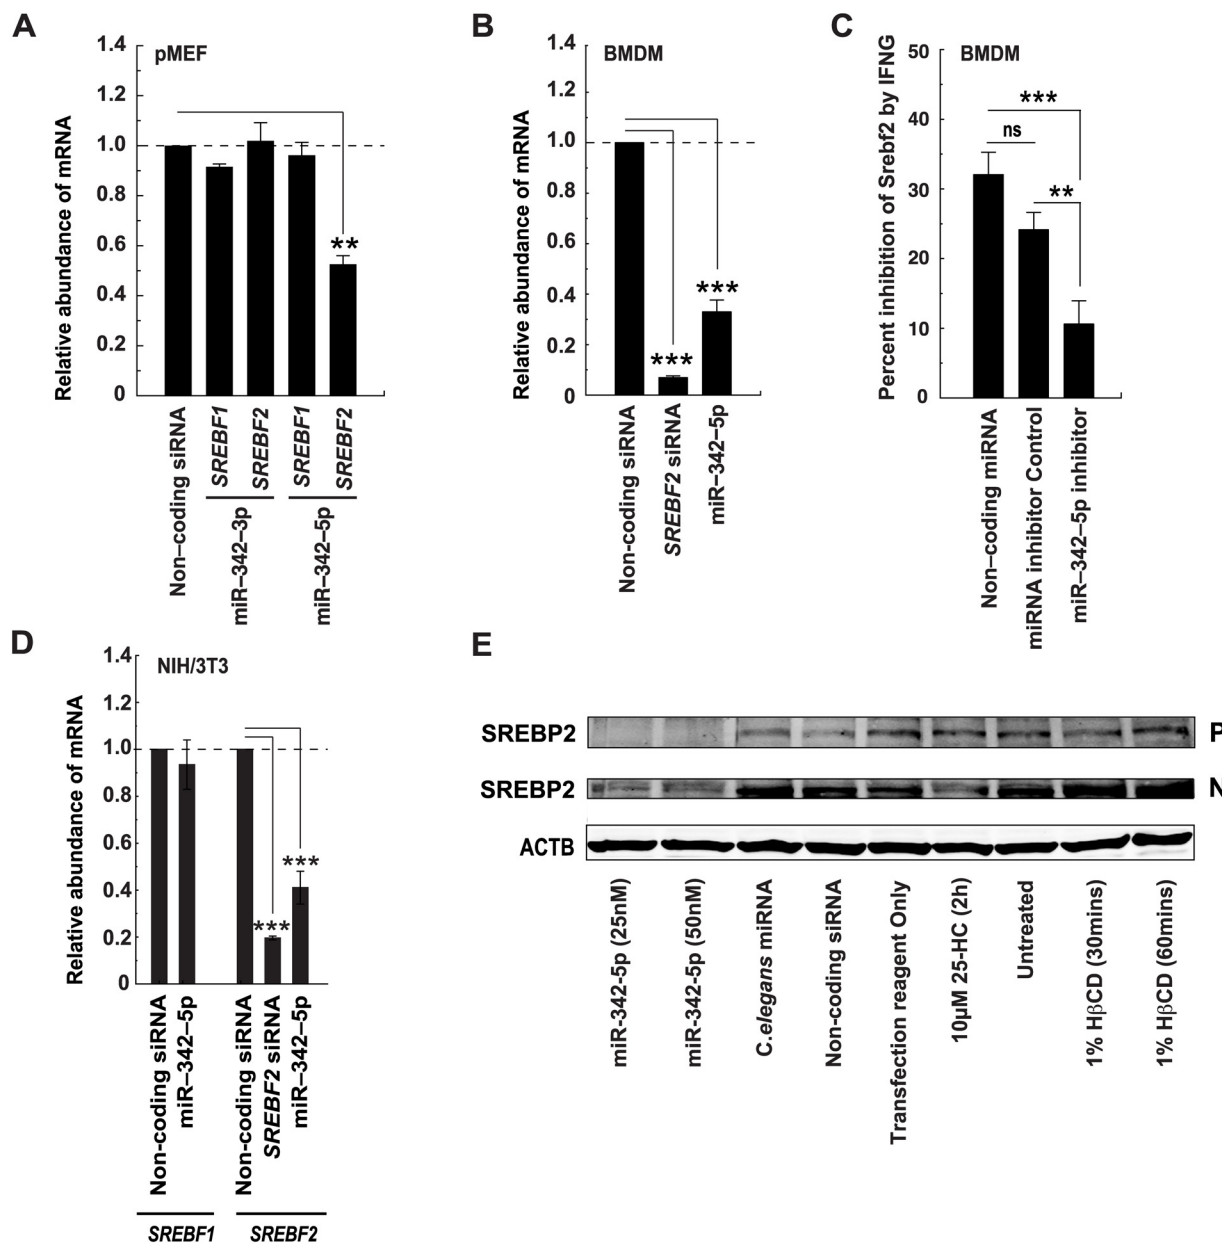 A
pMEF
Relative abundance of mRNA
1.4
1.2
1.0
0.8
0.6
0.4
0.2
0
**
Non–coding siRNA
SREBF1
SREBF2
SREBF1
SREBF2
miR–342–3p
miR–342–5p
B
BMDM
Relative abundance of mRNA
1.4
1.2
1.0
0.8
0.6
0.4
0.2
0
***
***
Non-coding siRNA
SREBF2 siRNA
miR–342–5p
C
BMDM
Percent inhibition of Srebf2 by IFNG
50
40
30
20
10
0
***
ns
**
Non–coding miRNA
miRNA inhibitor Control
miR–342–5p inhibitor
D
NIH/3T3
Relative abundance of mRNA
1.4
1.2
1.0
0.8
0.6
0.4
0.2
0
***
***
Non-coding siRNA
miR–342–5p
Non-coding siRNA
SREBF2 siRNA
miR–342–5p
SREBF1
SREBF2
E
SREBP2
P
SREBP2
N
ACTB
miR-342-5p (25nM)
miR-342-5p (50nM)
C.elegans miRNA
Non-coding siRNA
Transfection reagent Only
10μM 25-HC (2h)
Untreated
1% HβCD (30mins)
1% HβCD (60mins)